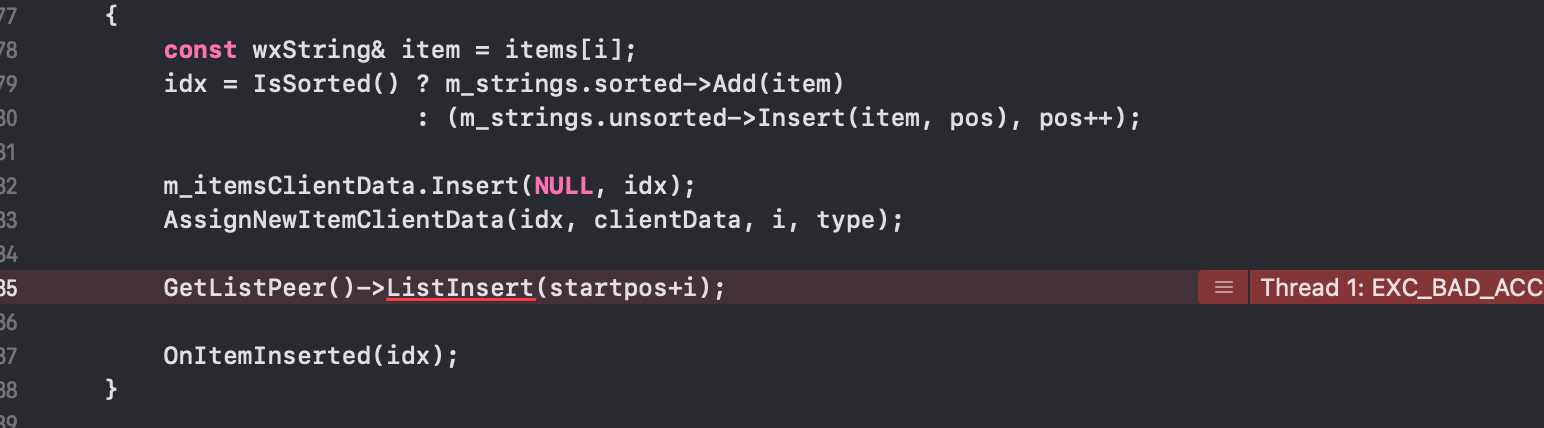 77 {
78 const wxString& item = items[i];
79 idx = IsSorted() ? m_strings.sorted->Add(item)
80 : (m_strings.unsorted->Insert(item, pos), pos++);
81
82 m_itemsClientData.Insert(NULL, idx);
83 AssignNewItemClientData(idx, clientData, i, type);
84
85 GetListPeer()->ListInsert(startpos+i); Thread 1: EXC_BAD_ACC
86
87 OnItemInserted(idx);
88 }
89